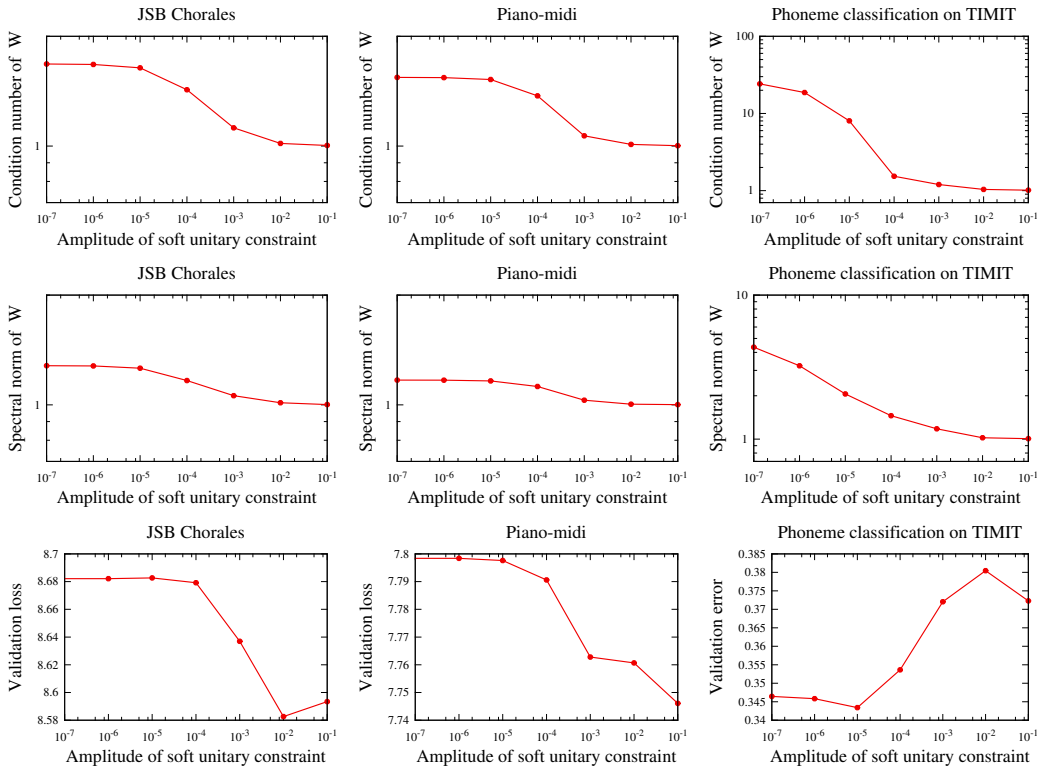 JSB Chorales
Condition number of W
1
10-7 10-6 10-5 10-4 10-3 10-2 10-1
Amplitude of soft unitary constraint
Piano-midi
Condition number of W
1
10-7 10-6 10-5 10-4 10-3 10-2 10-1
Amplitude of soft unitary constraint
Phoneme classification on TIMIT
Condition number of W
100
10
1
10-7 10-6 10-5 10-4 10-3 10-2 10-1
Amplitude of soft unitary constraint
JSB Chorales
Spectral norm of W
1
10-7 10-6 10-5 10-4 10-3 10-2 10-1
Amplitude of soft unitary constraint
Piano-midi
Spectral norm of W
1
10-7 10-6 10-5 10-4 10-3 10-2 10-1
Amplitude of soft unitary constraint
Phoneme classification on TIMIT
Spectral norm of W
10
1
10-7 10-6 10-5 10-4 10-3 10-2 10-1
Amplitude of soft unitary constraint
JSB Chorales
Validation loss
8.7
8.68
8.66
8.64
8.62
8.6
8.58
10-7 10-6 10-5 10-4 10-3 10-2 10-1
Amplitude of soft unitary constraint
Piano-midi
Validation loss
7.8
7.79
7.78
7.77
7.76
7.75
7.74
10-7 10-6 10-5 10-4 10-3 10-2 10-1
Amplitude of soft unitary constraint
Phoneme classification on TIMIT
Validation error
0.385
0.38
0.375
0.37
0.365
0.36
0.355
0.35
0.345
0.34
10-7 10-6 10-5 10-4 10-3 10-2 10-1
Amplitude of soft unitary constraint